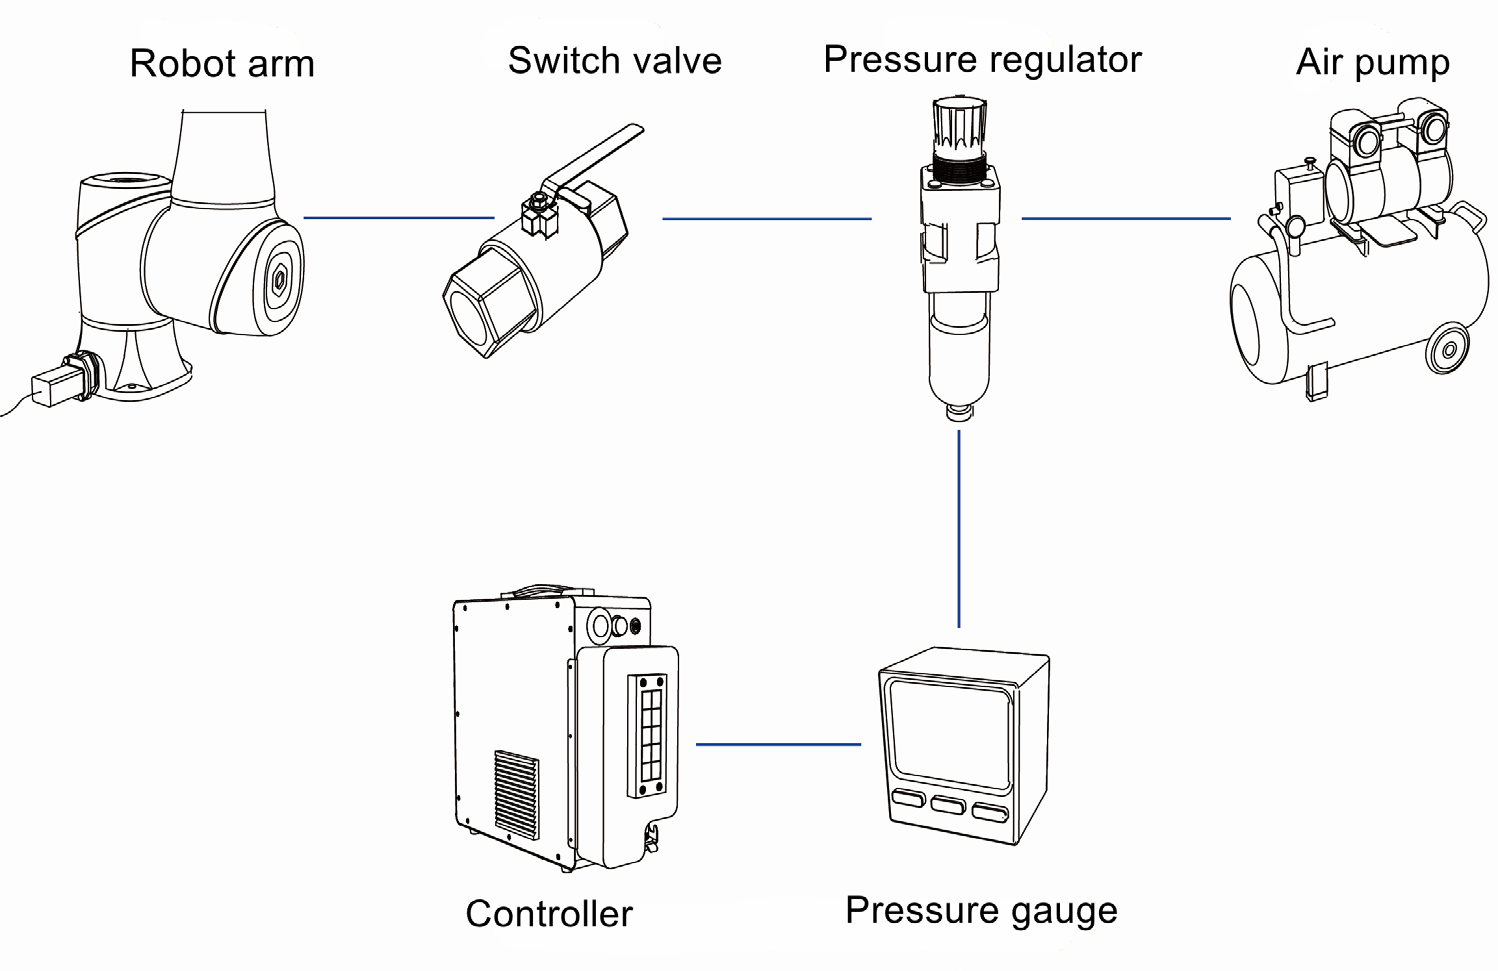 Robot arm
Switch valve
Pressure regulator
Air pump
Controller
Pressure gauge